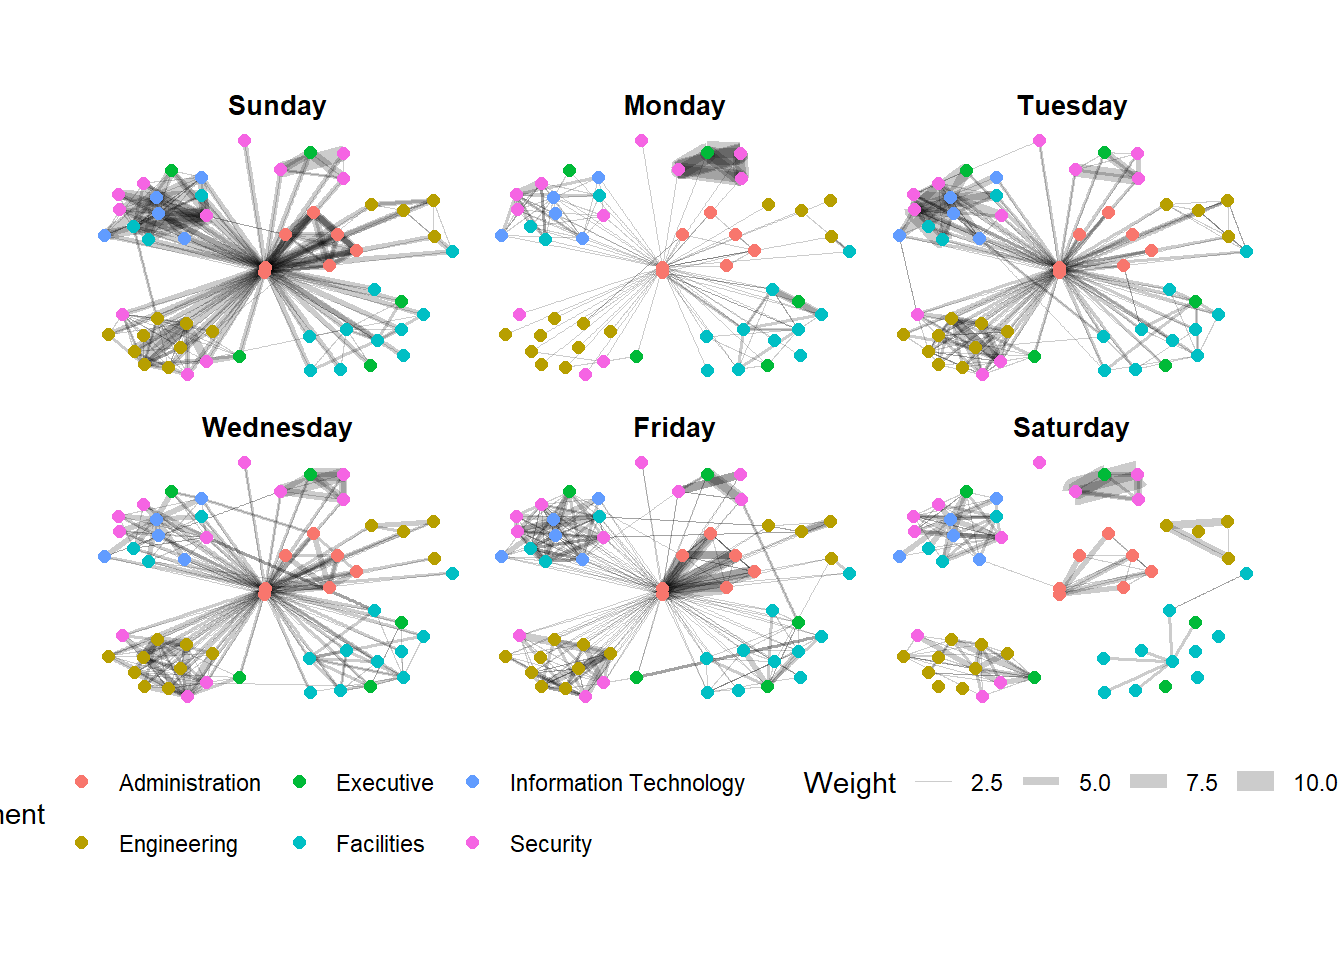 Sunday Monday Tuesday
Wednesday Friday Saturday
Administration Executive Information Technology Weight 2.5 5.0 7.5 10.0
ment
Engineering Facilities Security